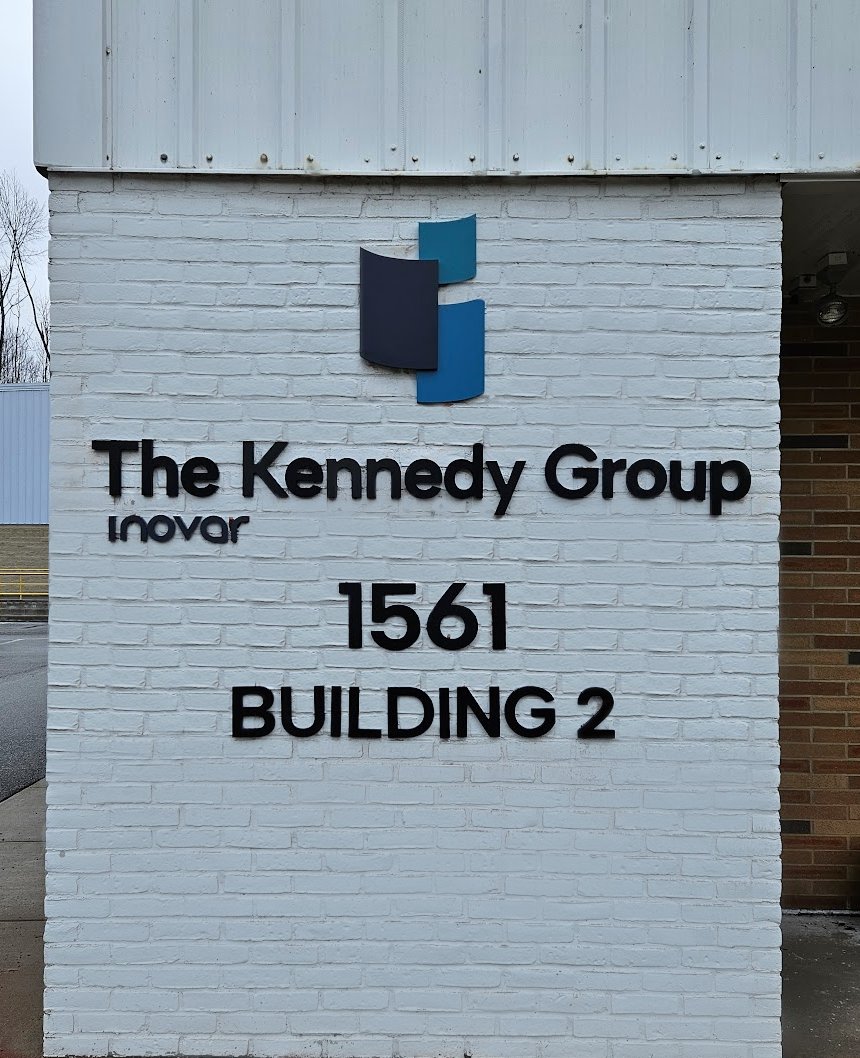 The Kennedy Group
inovar
1561
BUILDING 2